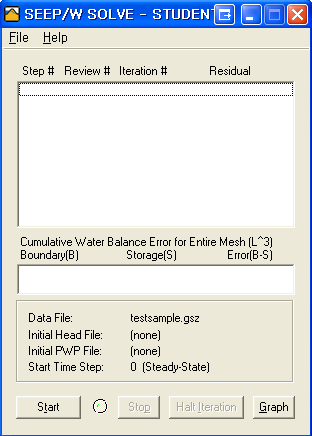 SEEP/W SOLVE - STUDENT
File Help
Step # Review # Iteration # Residual
Cumulative Water Balance Error for Entire Mesh (L^3)
Boundary(B) Storage(S) Error(B-S)
Data File: testsample.gsz
Initial Head File: (none)
Initial PWP File: (none)
Start Time Step: 0 (Steady-State)
Start Stop Halt Iteration Graph